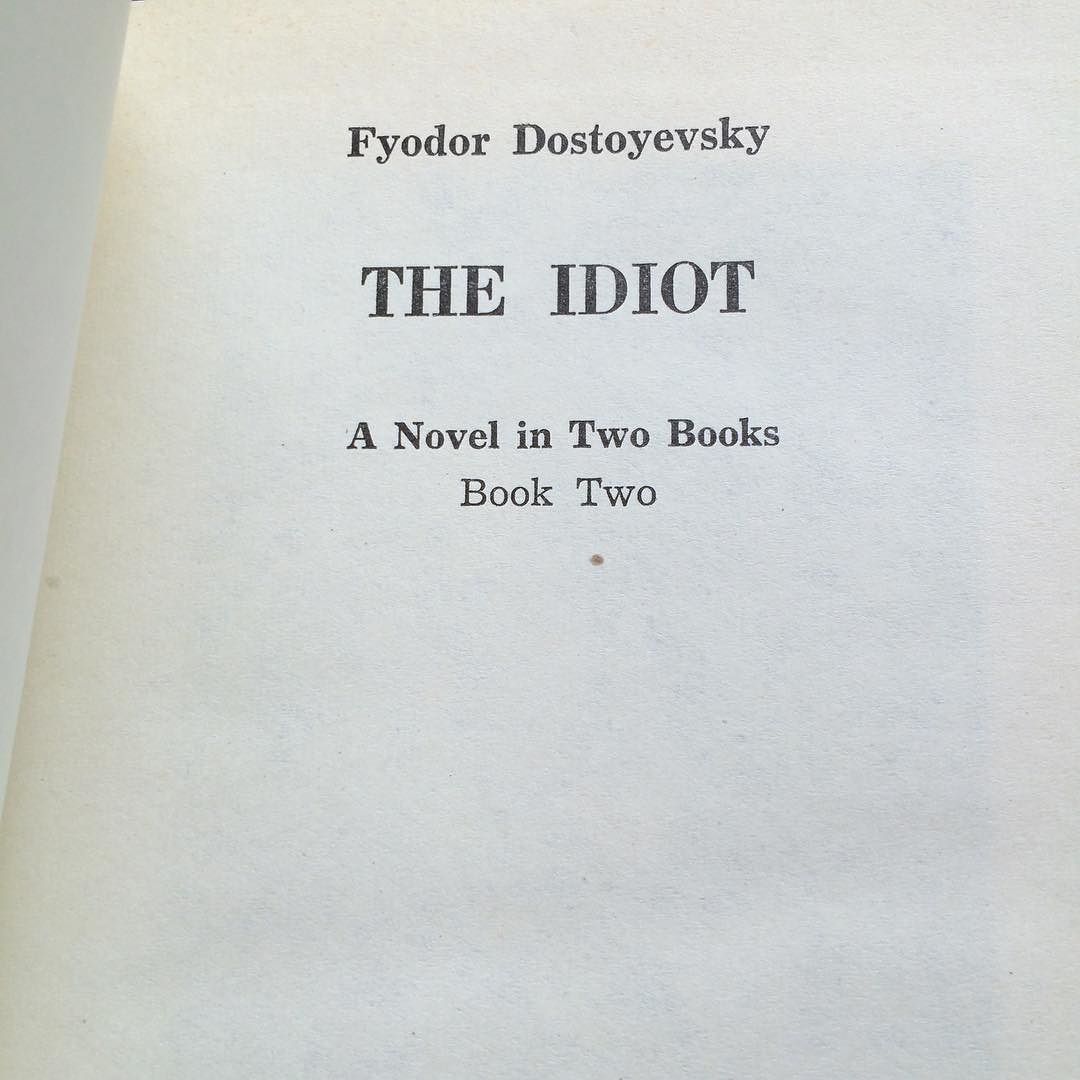 Fyodor Dostoyevsky
THE IDIOT
A Novel in Two Books
Book Two